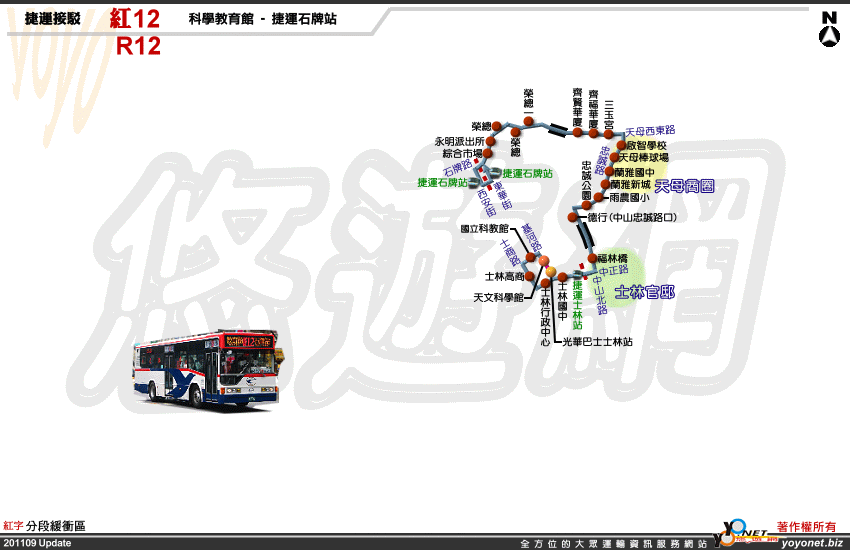 捷運接駁 紅12 科學教育館 - 捷運石牌站
R12
N
榮總一
榮總
榮總
永明派出所
綜合市場
石牌路
捷運石牌站
捷運石牌站
西安街
東華街
齊賢華廈
齊福華廈
三玉宮
天母西東路
啟智學校
天母棒球場
忠誠路
蘭雅國中
蘭雅新城
天母商圈
忠誠公園
雨農國小
德行(中山忠誠路口)
國立科教館
基河路
士商路
福林橋
中正路
士林官邸
中山北路
士林高商
天文科學館
士林行政中心
士林國中
捷運士林站
光華巴士士林站
悠遊網
yoyo
紅字 分段緩衝區
著作權所有
201109 Update
全方位的大眾運輸資訊服務網站
yoyonet.biz